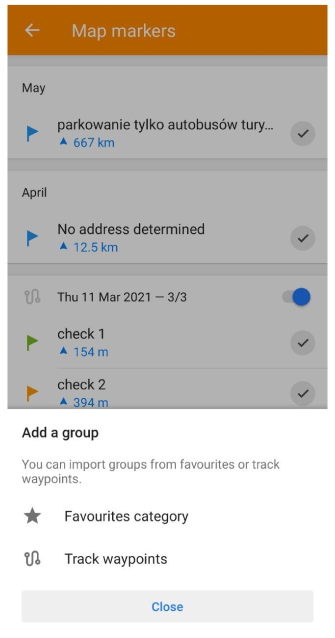 Map markers
May
parkowanie tylko autobusów tury...
667 km
April
No address determined
12.5 km
Thu 11 Mar 2021 — 3/3
check 1
154 m
check 2
394 m
Add a group
You can import groups from favourites or track
waypoints.
Favourites category
Track waypoints
Close